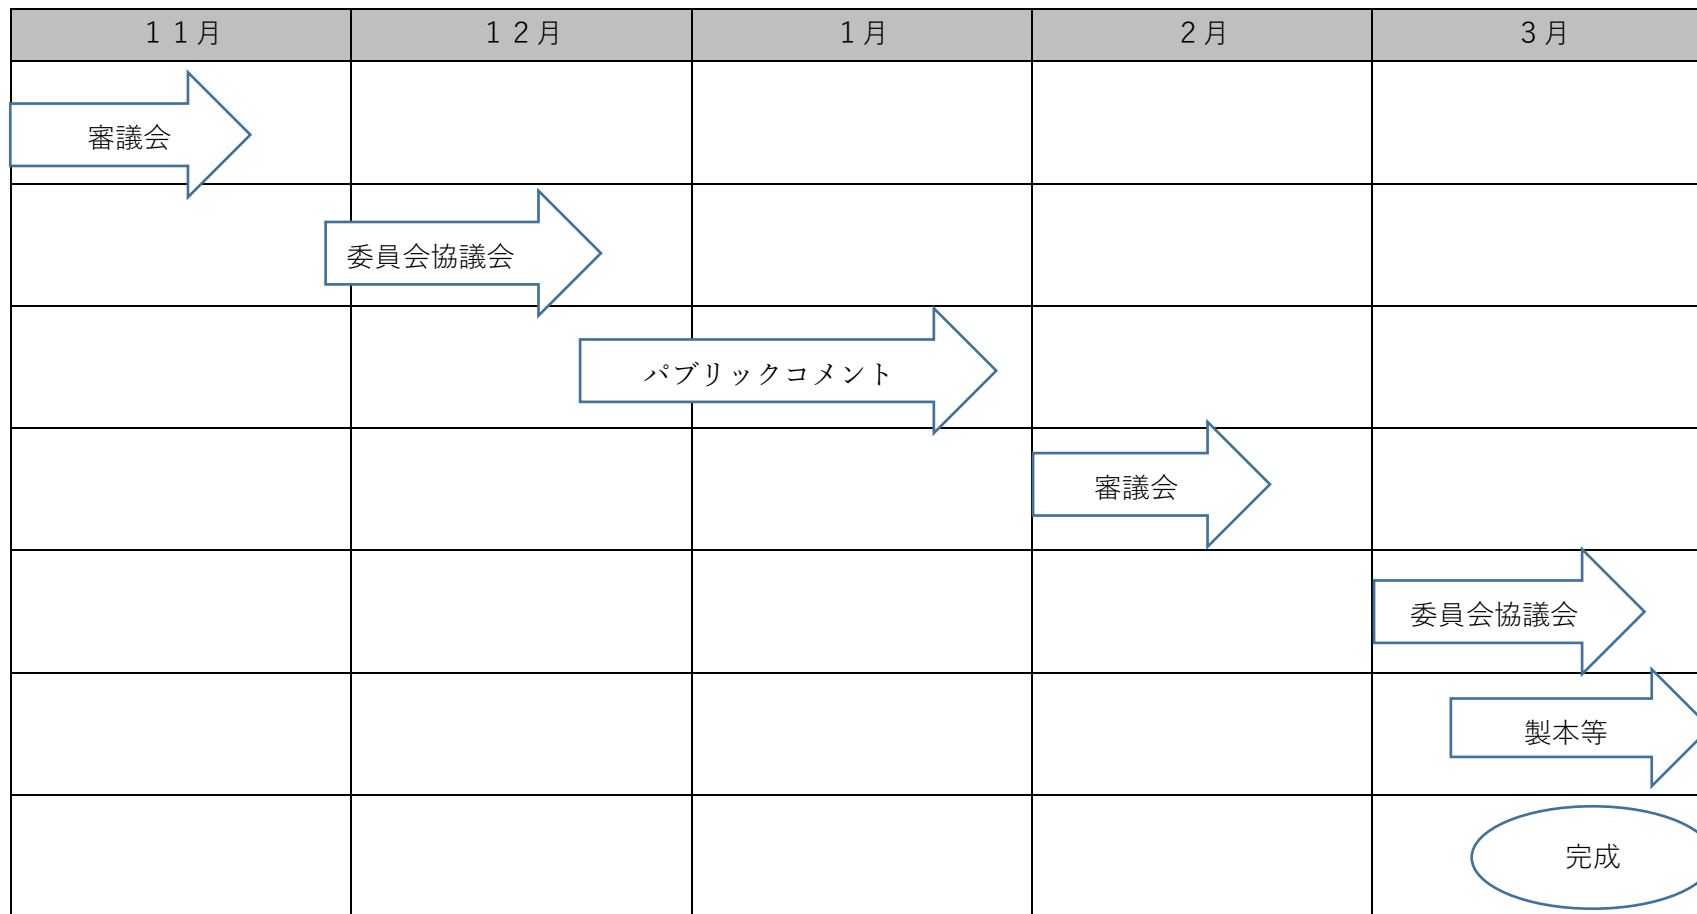 １１月
１２月
１月
２月
３月
審議会
委員会協議会
パブリックコメント
審議会
委員会協議会
製本等
完成